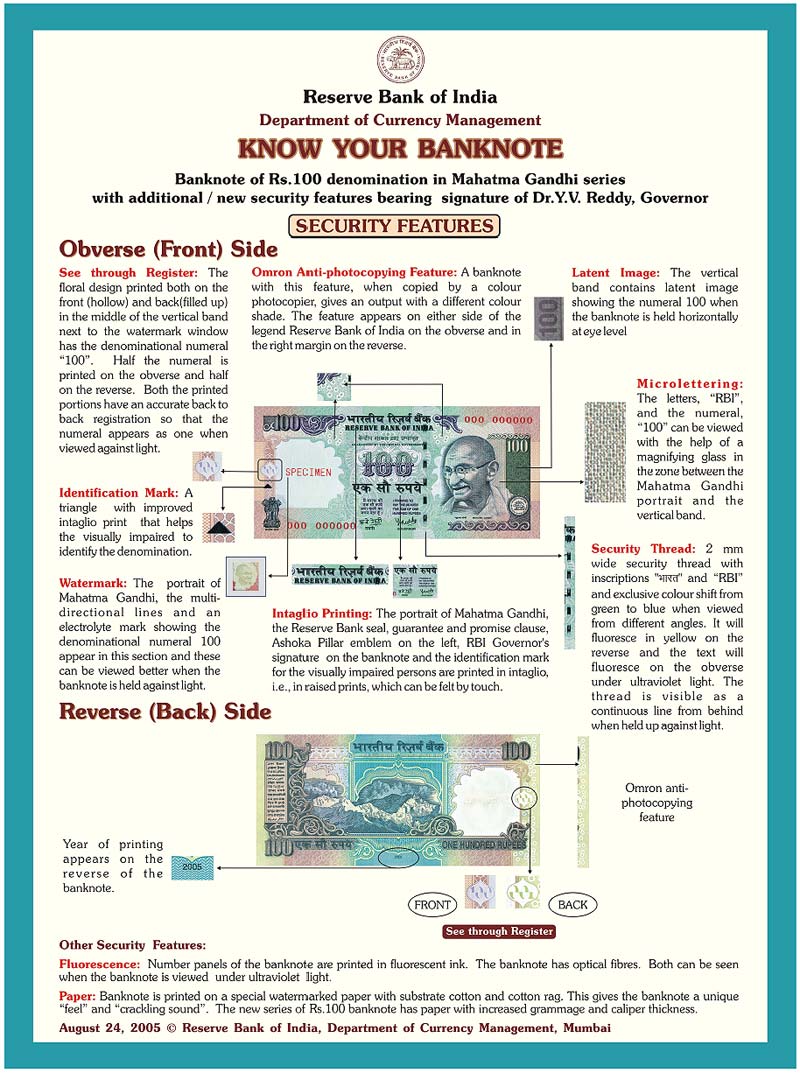 Reserve Bank of India
Department of Currency Management
KNOW YOUR BANKNOTE
Banknote of Rs.100 denomination in Mahatma Gandhi series
with additional / new security features bearing signature of Dr.Y.V. Reddy, Governor
SECURITY FEATURES
Obverse (Front) Side
See through Register: The
floral design printed both on the
front (hollow) and back(filled up)
in the middle of the vertical band
next to the watermark window
has the denominational numeral
“100”. Half the numeral is
printed on the obverse and half
on the reverse. Both the printed
portions have an accurate back to
back registration so that the
numeral appears as one when
viewed against light.
Omron Anti-photocopying Feature: A banknote
with this feature, when copied by a colour
photocopier, gives an output with a different colour
shade. The feature appears on either side of the
legend Reserve Bank of India on the obverse and in
the right margin on the reverse.
100
Latent Image: The vertical
band contains latent image
showing the numeral 100 when
the banknote is held horizontally
at eye level
Microlettering:
The letters, “RBI”,
and the numeral,
“100” can be viewed
with the help of a
magnifying glass in
the zone between the
Mahatma Gandhi
portrait and the
vertical band.
100 भारतीय रिज़र्व बैंक 000 000000
RESERVE BANK OF INDIA
100
100
SPECIMEN
एक सौ रुपये
000 000000
Identification Mark: A
triangle with improved
intaglio print that helps
the visually impaired to
identify the denomination.
Watermark: The portrait of
Mahatma Gandhi, the multi-
directional lines and an
electrolyte mark showing the
denominational numeral 100
appear in this section and these
can be viewed better when the
banknote is held against light.
भारतीय रिज़र्व बैंक
RESERVE BANK OF INDIA
एक सौ रुपये
Intaglio Printing: The portrait of Mahatma Gandhi,
the Reserve Bank seal, guarantee and promise clause,
Ashoka Pillar emblem on the left, RBI Governor's
signature on the banknote and the identification mark
for the visually impaired persons are printed in intaglio,
i.e., in raised prints, which can be felt by touch.
Security Thread: 2 mm
wide security thread with
inscriptions "भारत" and “RBI”
and exclusive colour shift from
green to blue when viewed
from different angles. It will
fluoresce in yellow on the
reverse and the text will
fluoresce on the obverse
under ultraviolet light. The
thread is visible as a
continuous line from behind
when held up against light.
Reverse (Back) Side
100 भारतीय रिज़र्व बैंक 100
100 एक सौ रुपये ONE HUNDRED RUPEES
Omron anti-
photocopying
feature
Year of printing
appears on the
reverse of the
banknote.
2005
FRONT
BACK
See through Register
Other Security Features:
Fluorescence: Number panels of the banknote are printed in fluorescent ink. The banknote has optical fibres. Both can be seen
when the banknote is viewed under ultraviolet light.
Paper: Banknote is printed on a special watermarked paper with substrate cotton and cotton rag. This gives the banknote a unique
“feel” and “crackling sound”. The new series of Rs.100 banknote has paper with increased grammage and caliper thickness.
August 24, 2005 © Reserve Bank of India, Department of Currency Management, Mumbai